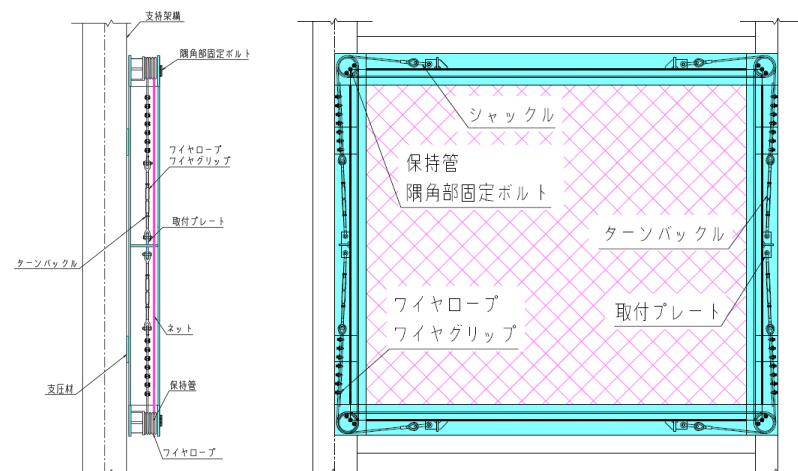 支持架構
隅角部固定ボルト
ワイヤロープ
ワイヤグリップ
取付プレート
ターンバックル
ネット
支圧材
保持管
ワイヤロープ
シャックル
保持管
隅角部固定ボルト
ターンバックル
取付プレート
ワイヤロープ
ワイヤグリップ